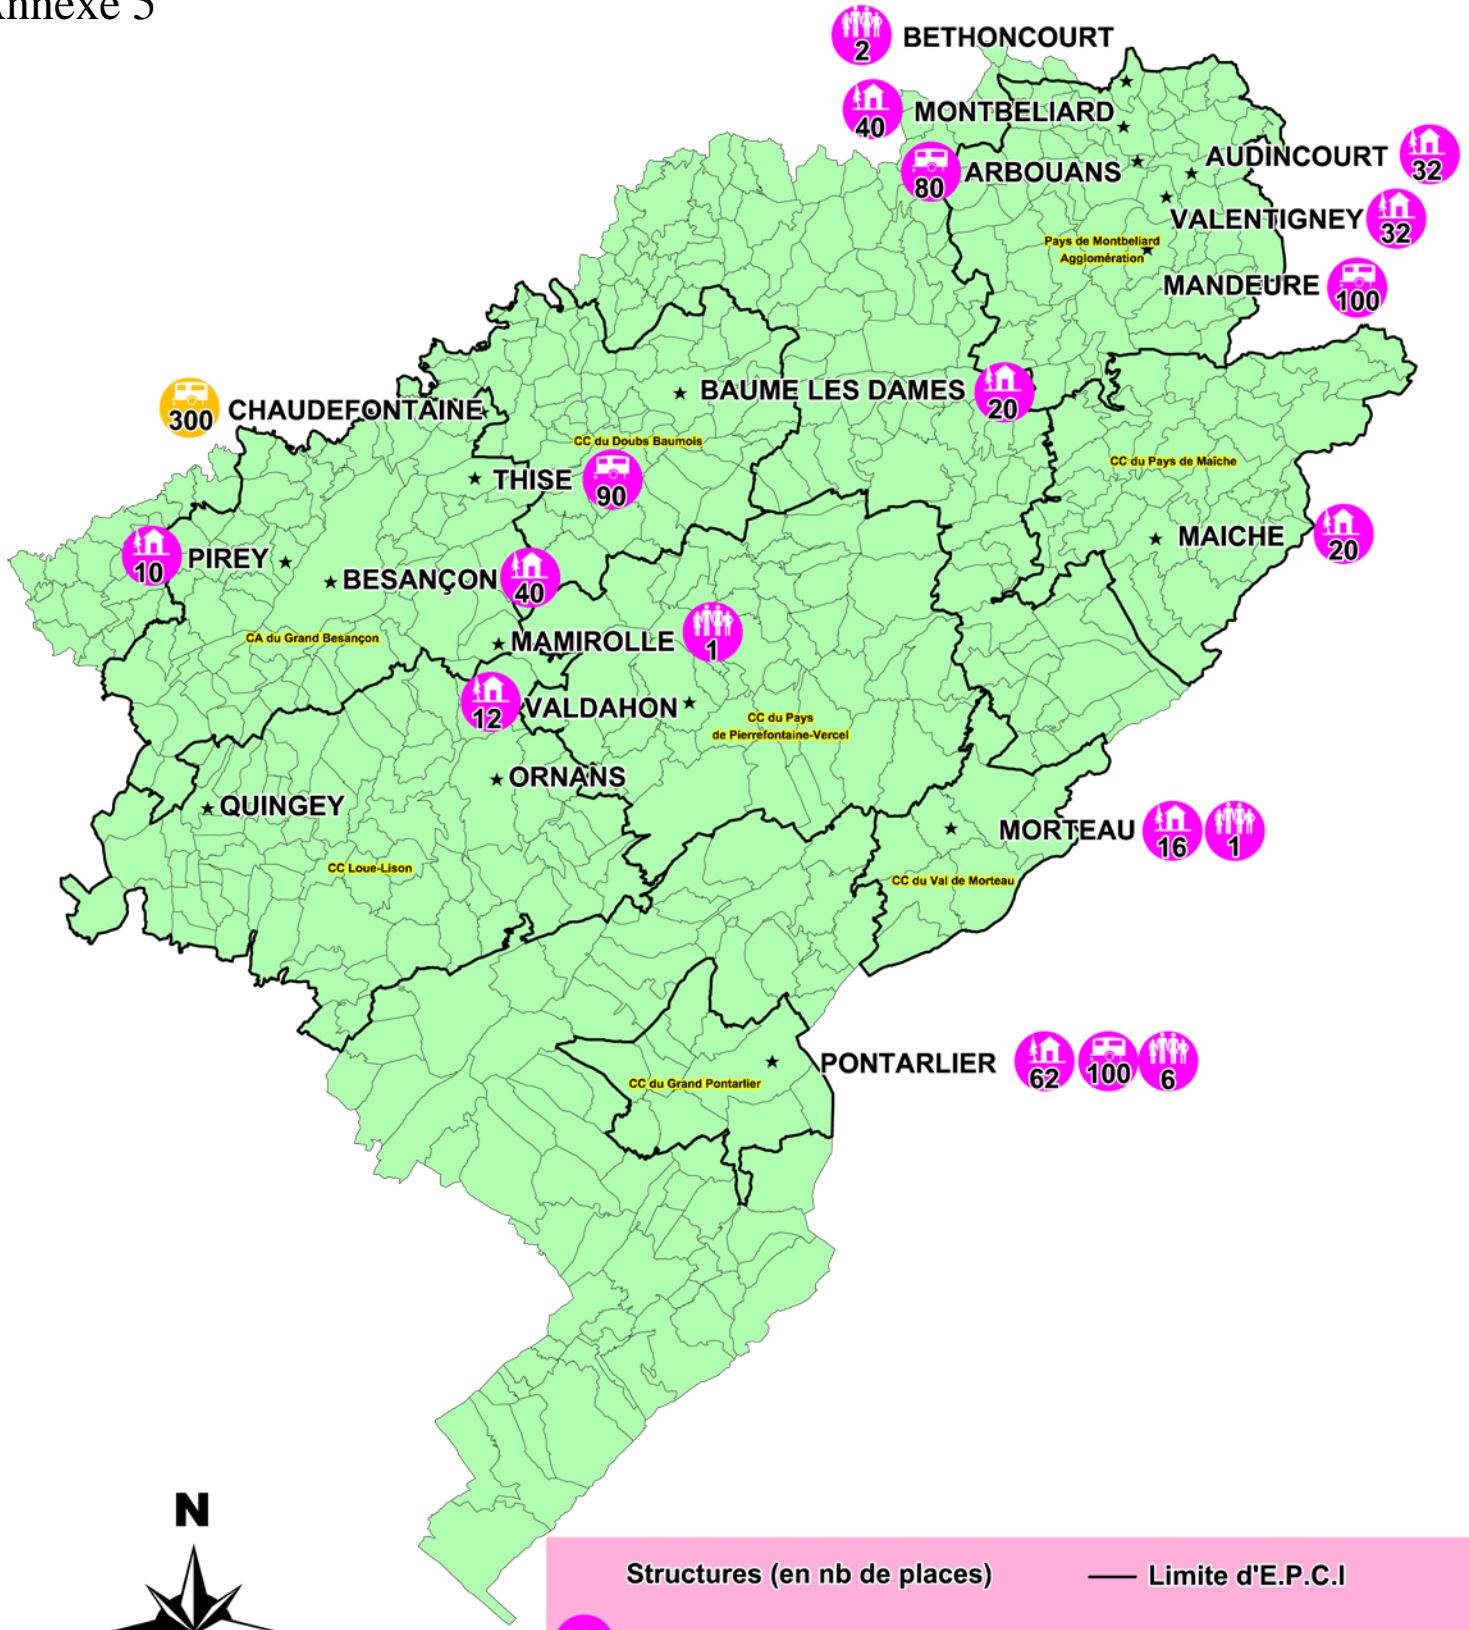 Annexe 5
2 BETHONCOURT
40 MONTBELIARD
80 ARBOUANS
AUDINCOURT 32
VALENTIGNEY 32
Pays de Montbeliard
Agglomération
MANDEURE 100
BAUME LES DAMES 20
300 CHAUDEFONTAINE
CC du Doubs Baumois
CC du Pays de Maîche
THISE 90
MAICHE 20
10 PIREY
BESANÇON 40
CA du Grand Besançon
MAMIROLLE 1
12 VALDAHON
CC du Pays
de Pierrefontaine-Vercel
ORNANS
QUINGEY
MORTEAU 16 1
CC Loue-Lison
CC du Val de Morteau
PONTARLIER 62 100 6
CC du Grand Pontarlier
N
Structures (en nb de places)
Limite d'E.P.C.I